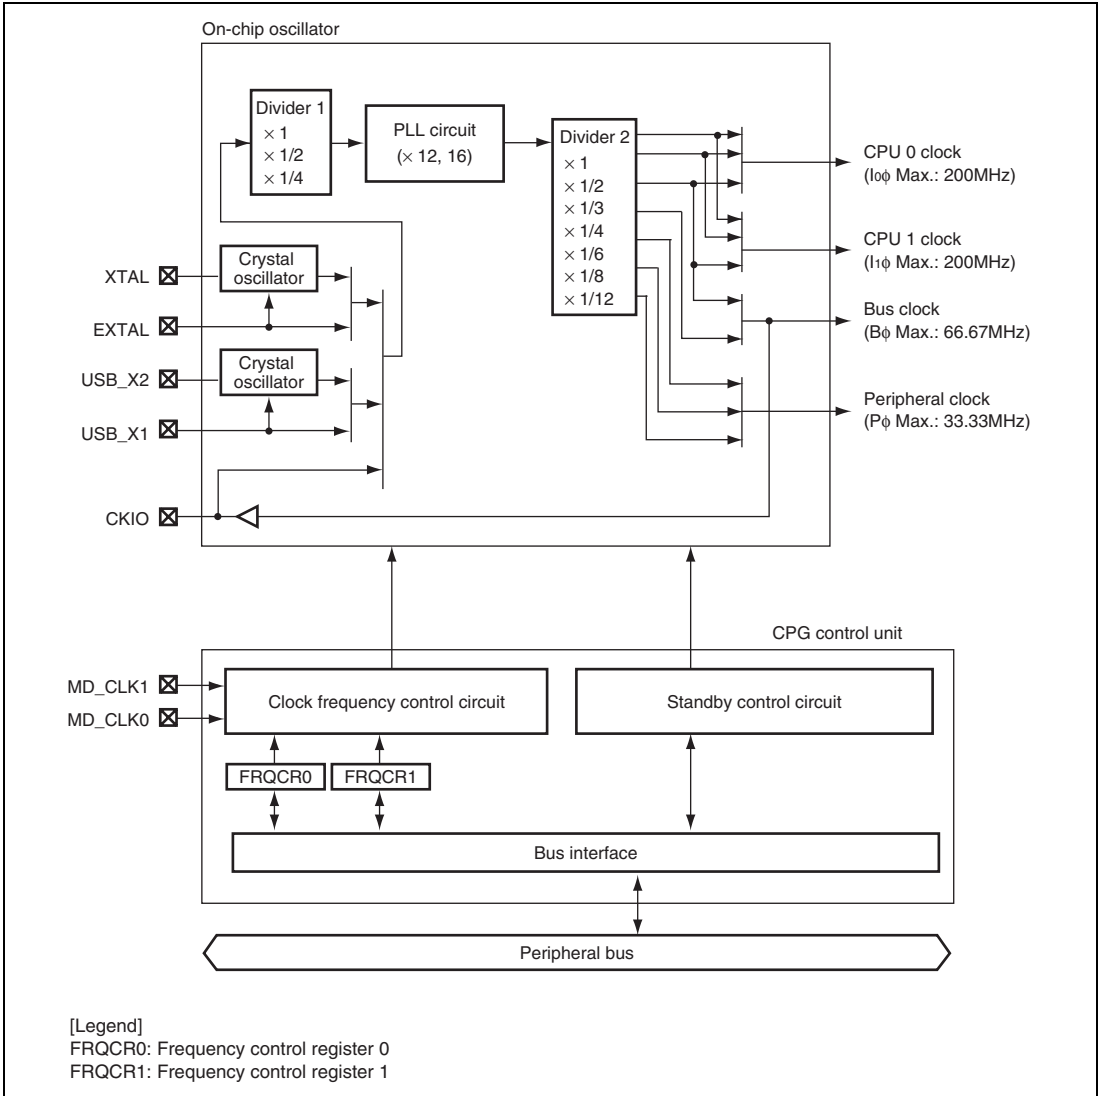 On-chip oscillator
Divider 1
× 1
× 1/2
× 1/4
PLL circuit
(× 12, 16)
Divider 2
× 1
× 1/2
× 1/3
× 1/4
× 1/6
× 1/8
× 1/12
CPU 0 clock
(I0ϕ Max.: 200MHz)
CPU 1 clock
(I1ϕ Max.: 200MHz)
Bus clock
(Bϕ Max.: 66.67MHz)
Peripheral clock
(Pϕ Max.: 33.33MHz)
XTAL
Crystal
oscillator
EXTAL
USB_X2
Crystal
oscillator
USB_X1
CKIO
CPG control unit
MD_CLK1
MD_CLK0
Clock frequency control circuit
Standby control circuit
FRQCR0
FRQCR1
Bus interface
Peripheral bus
[Legend]
FRQCR0: Frequency control register 0
FRQCR1: Frequency control register 1